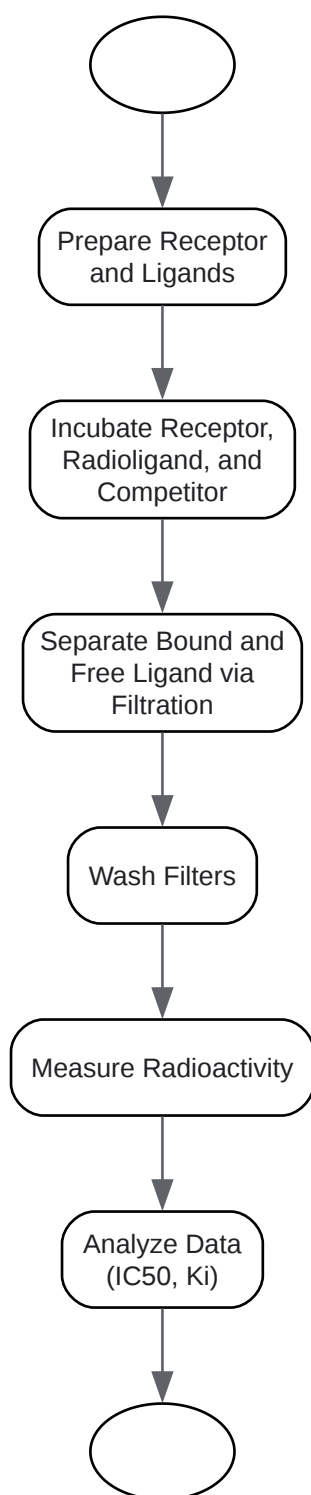 Prepare Receptor
and Ligands
Incubate Receptor,
Radioligand, and
Competitor
Separate Bound and
Free Ligand via
Filtration
Wash Filters
Measure Radioactivity
Analyze Data
(IC50, Ki)